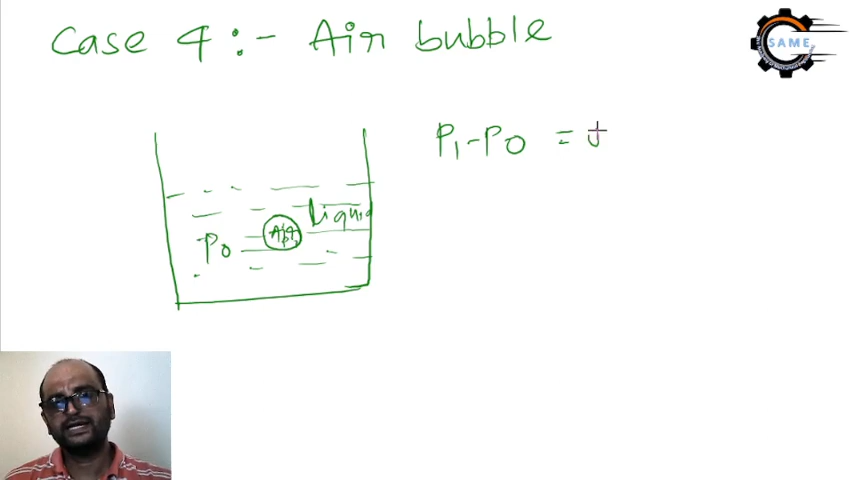 Case 4 :- Air bubble
SAME
P1-P0 = σ
Liquid
Air
P0